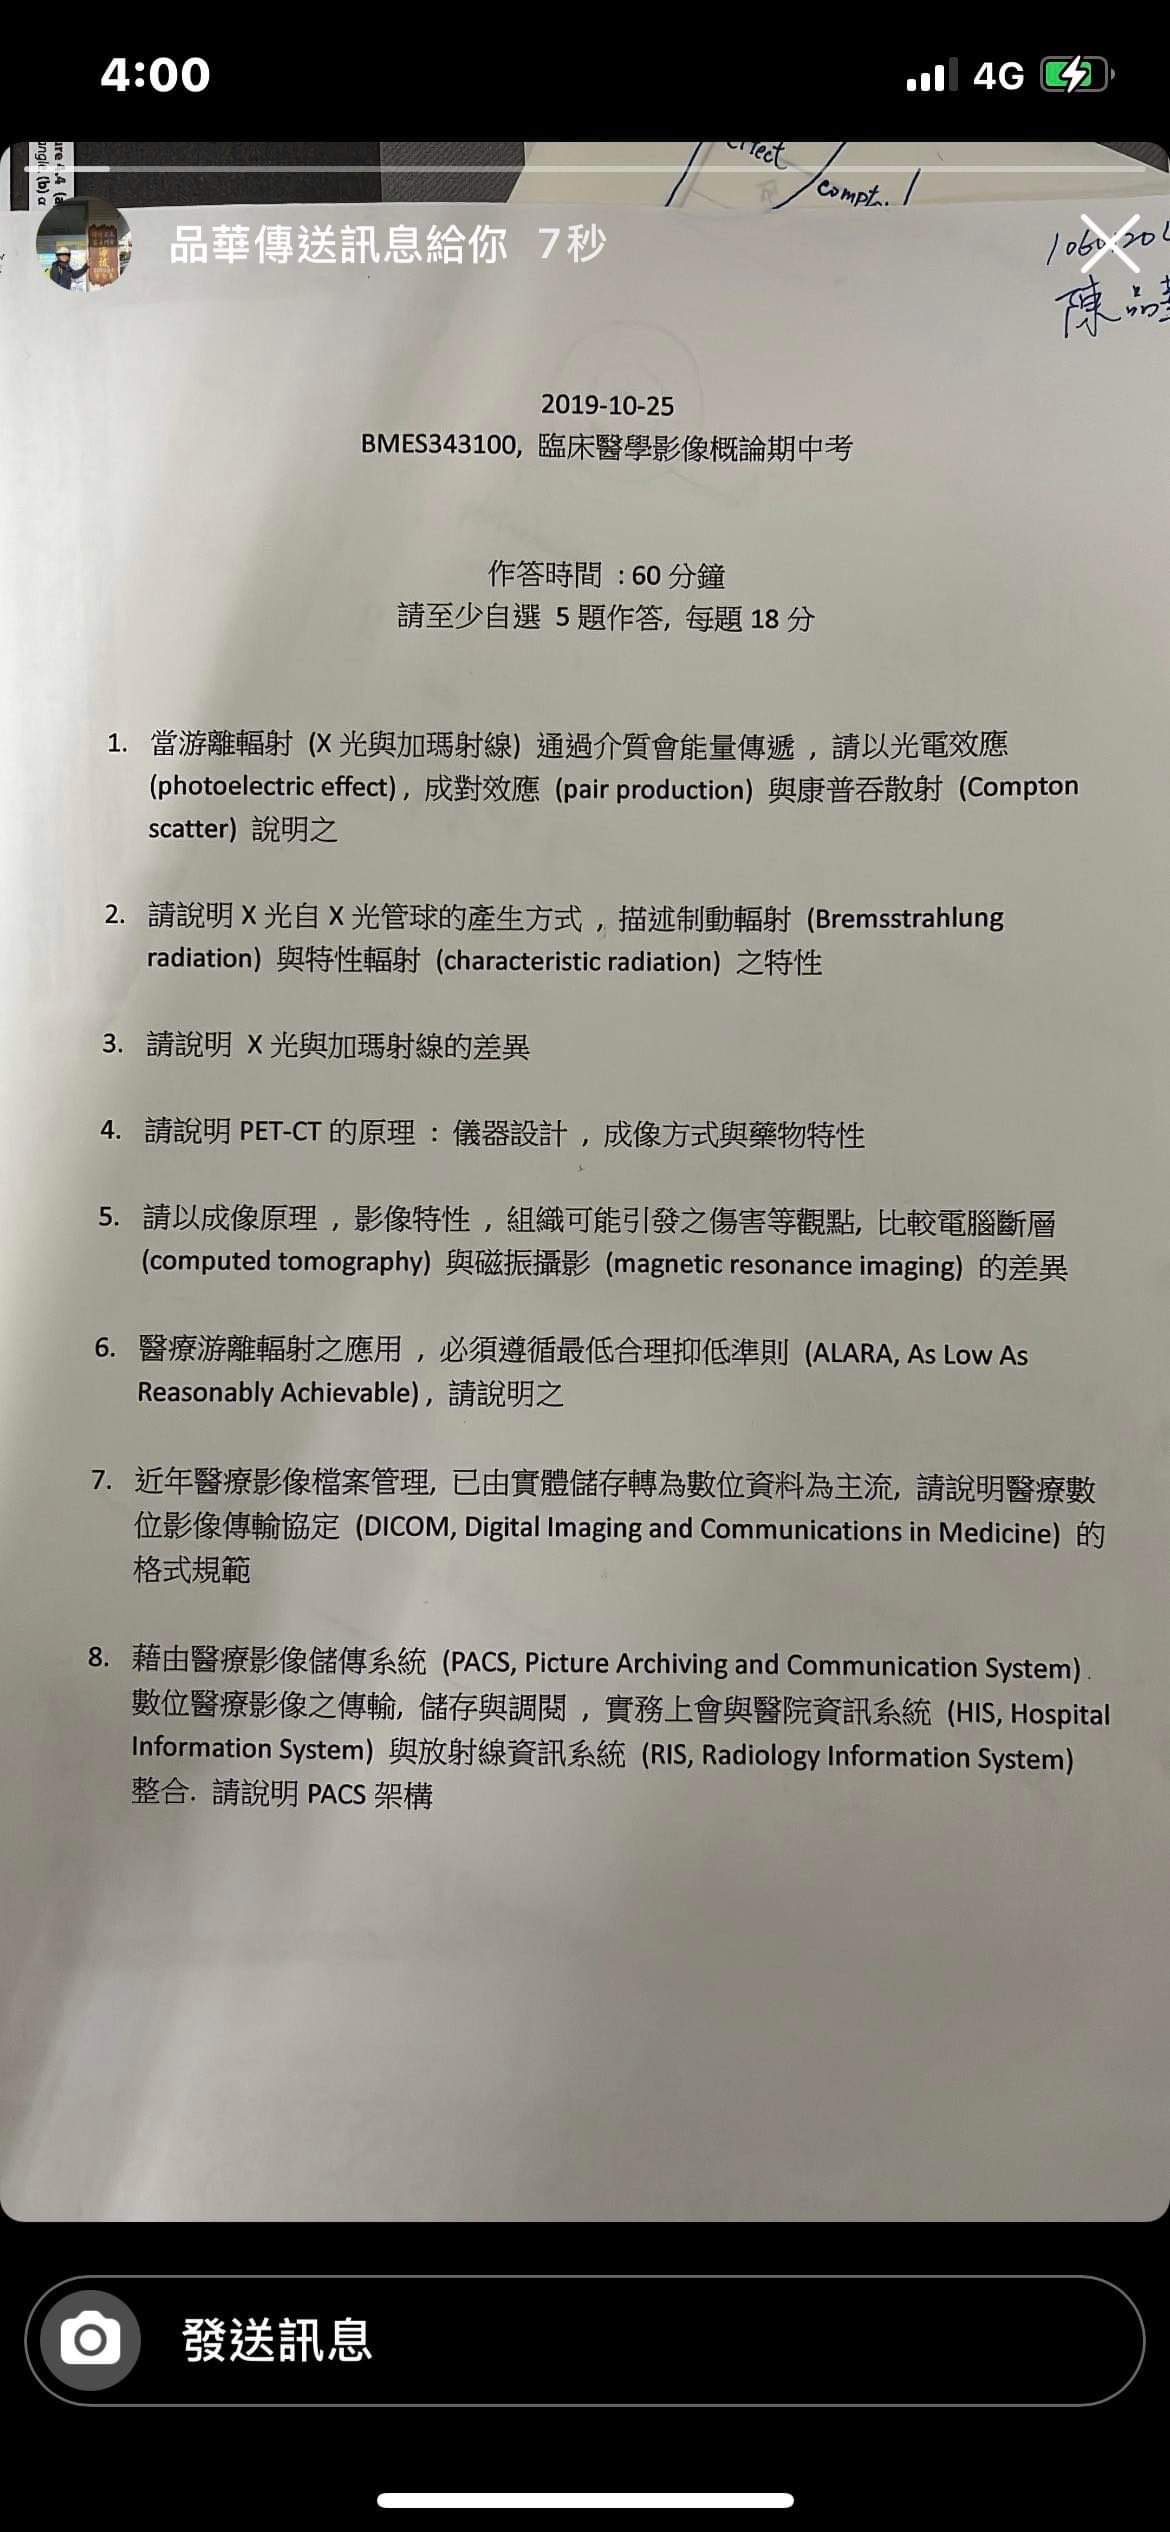 4:00
4G
品華傳送訊息給你 7秒
2019-10-25
BMES343100, 臨床醫學影像概論期中考
作答時間 : 60 分鐘
請至少自選 5 題作答, 每題 18 分
1. 當游離輻射 (X 光與加瑪射線) 通過介質會能量傳遞 , 請以光電效應
(photoelectric effect) , 成對效應 (pair production) 與康普吞散射 (Compton
scatter) 說明之
2. 請說明 X 光自 X 光管球的產生方式 , 描述制動輻射 (Bremsstrahlung
radiation) 與特性輻射 (characteristic radiation) 之特性
3. 請說明 X 光與加瑪射線的差異
4. 請說明 PET-CT 的原理 : 儀器設計 , 成像方式與藥物特性
5. 請以成像原理 , 影像特性 , 組織可能引發之傷害等觀點, 比較電腦斷層
(computed tomography) 與磁振攝影 (magnetic resonance imaging) 的差異
6. 醫療游離輻射之應用 , 必須遵循最低合理抑低準則 (ALARA, As Low As
Reasonably Achievable) , 請說明之
7. 近年醫療影像檔案管理, 已由實體儲存轉為數位資料為主流, 請說明醫療數
位影像傳輸協定 (DICOM, Digital Imaging and Communications in Medicine) 的
格式規範
8. 藉由醫療影像儲傳系統 (PACS, Picture Archiving and Communication System) .
數位醫療影像之傳輸, 儲存與調閱 , 實務上會與醫院資訊系統 (HIS, Hospital
Information System) 與放射線資訊系統 (RIS, Radiology Information System)
整合. 請說明 PACS 架構
陳品
發送訊息